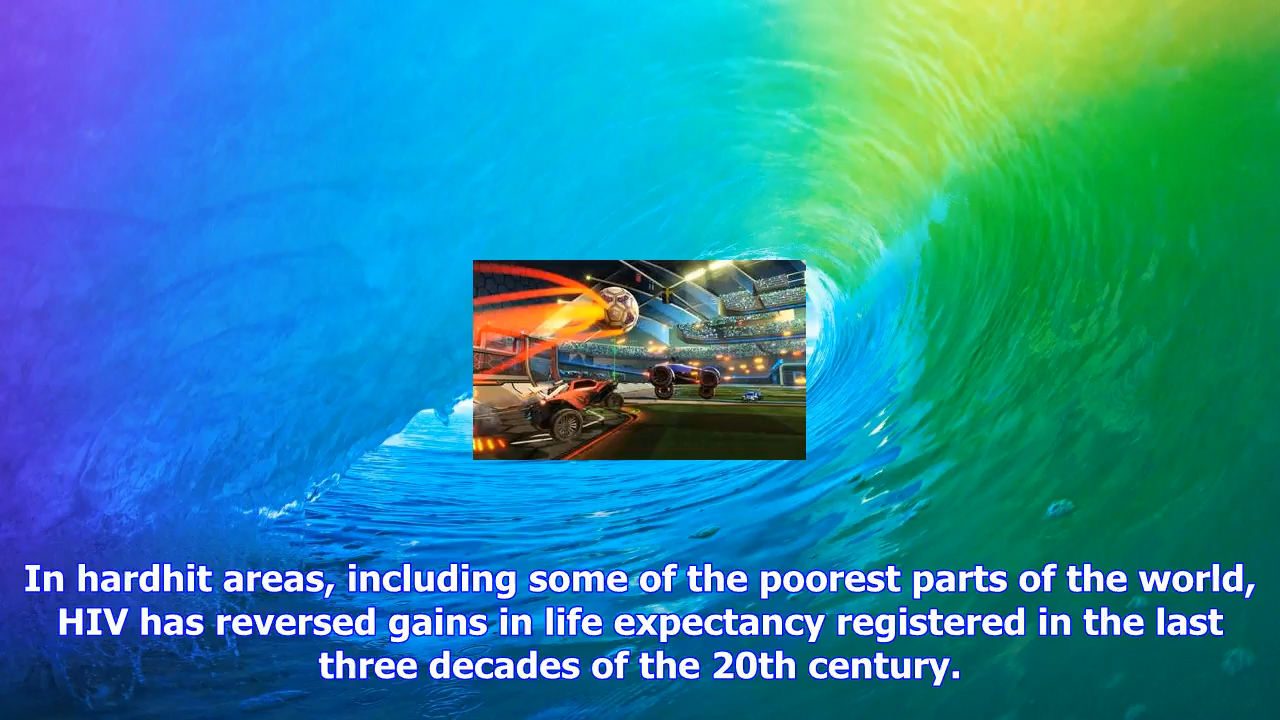 In hardhit areas, including some of the poorest parts of the world,
HIV has reversed gains in life expectancy registered in the last
three decades of the 20th century.